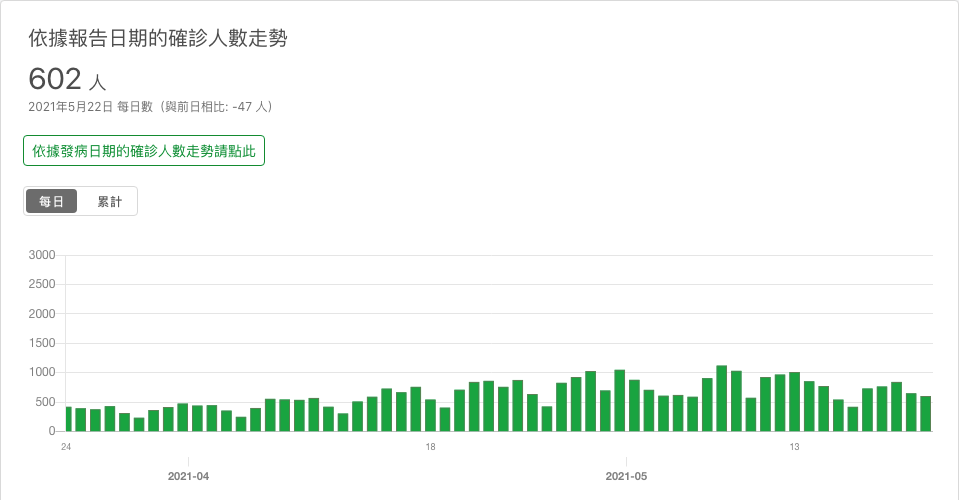 依據報告日期的確診人數走勢
602 人
2021年5月22日 每日數（與前日相比: -47 人）
依據發病日期的確診人數走勢請點此
每日 累計
3000
2500
2000
1500
1000
500
0
24 18 13
2021-04 2021-05